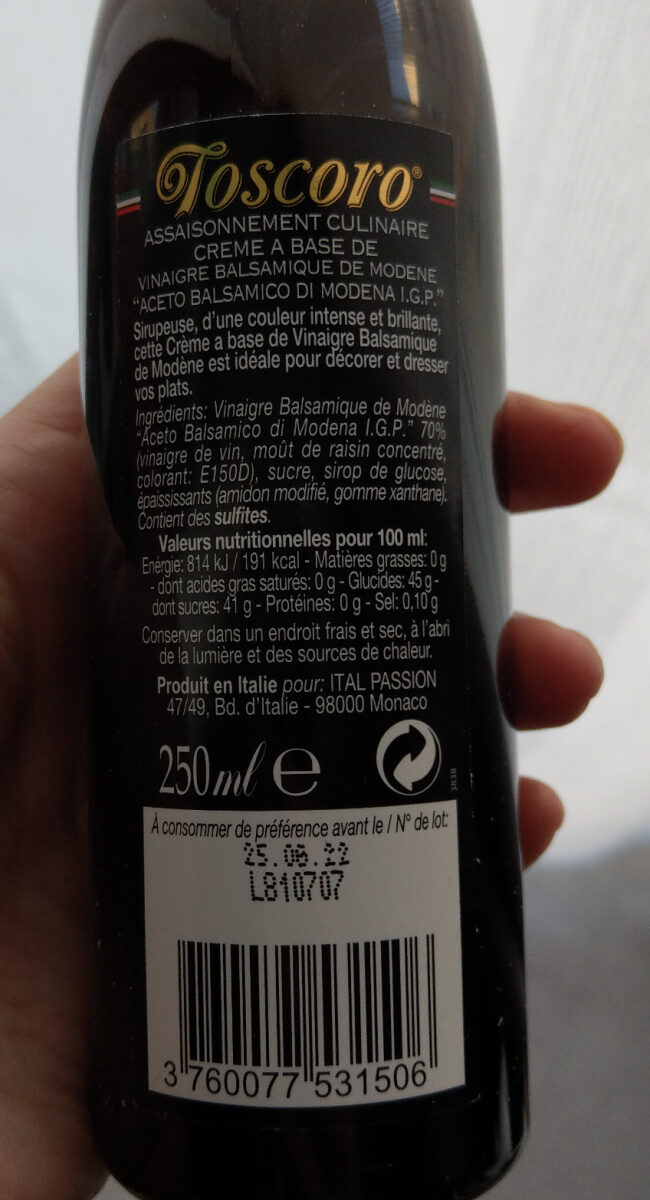 Toscoro®
ASSAISONNEMENT CULINAIRE
CREME A BASE DE
VINAIGRE BALSAMIQUE DE MODENE
"ACETO BALSAMICO DI MODENA I.G.P."
Sirupeuse, d'une couleur intense et brillante,
cette Crème a base de Vinaigre Balsamique
de Modène est idéale pour décorer et dresser
vos plats.
Ingrédients: Vinaigre Balsamique de Modène
"Aceto Balsamico di Modena I.G.P." 70%
(vinaigre de vin, moût de raisin concentré,
colorant: E150D), sucre, sirop de glucose,
épaississants (amidon modifié, gomme xanthane).
Contient des sulfites.
Valeurs nutritionnelles pour 100 ml:
Energie: 814 kJ / 191 kcal - Matières grasses: 0 g
- dont acides gras saturés: 0 g - Glucides: 45 g -
dont sucres: 41 g - Protéines: 0 g - Sel: 0,10 g
Conserver dans un endroit frais et sec, à l'abri
de la lumière et des sources de chaleur.
Produit en Italie pour: ITAL PASSION
47/49, Bd. d'Italie - 98000 Monaco
250 ml e
3838
À consommer de préférence avant le / N° de lot:
25.08.22
L810707
3 760077 531506